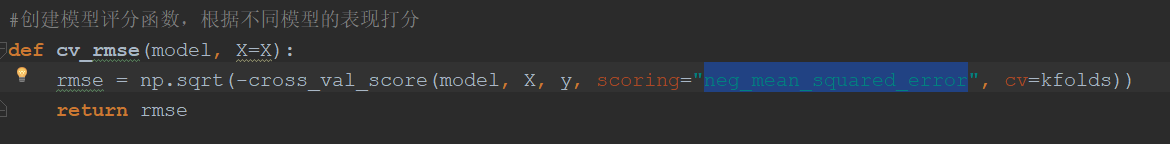 #创建模型评分函数，根据不同模型的表现打分
def cv_rmse(model, X=X):
rmse = np.sqrt(-cross_val_score(model, X, y, scoring="neg_mean_squared_error", cv=kfolds))
return rmse